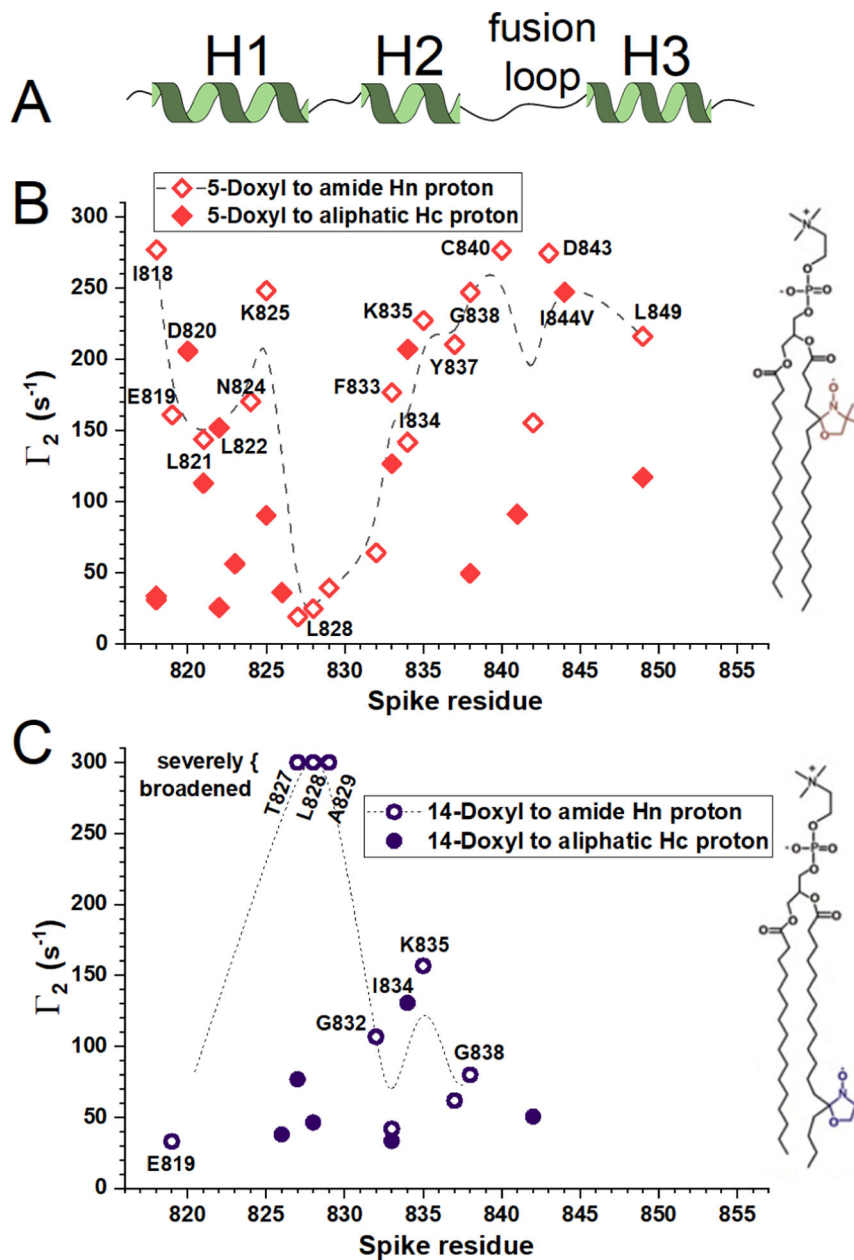 A
H1
H2
fusion
loop
H3
B
5-Doxyl to amide Hn proton
5-Doxyl to aliphatic Hc proton
Γ2 (s-1)
300
250
200
150
100
50
0
I818
E819
D820
L821
L822
N824
K825
L828
F833
I834
K835
Y837
G838
C840
D843
I844V
L849
820 825 830 835 840 845 850 855
Spike residue
N
+
O
O
P
O
-
O
O
O
O
O
O
N
O
C
severely {
broadened
T827
L828
A829
14-Doxyl to amide Hn proton
14-Doxyl to aliphatic Hc proton
Γ2 (s-1)
300
250
200
150
100
50
0
E819
G832
I834
K835
G838
820 825 830 835 840 845 850 855
Spike residue
N
+
O
-O
P
O
O
O
O
O
O
O
N
O